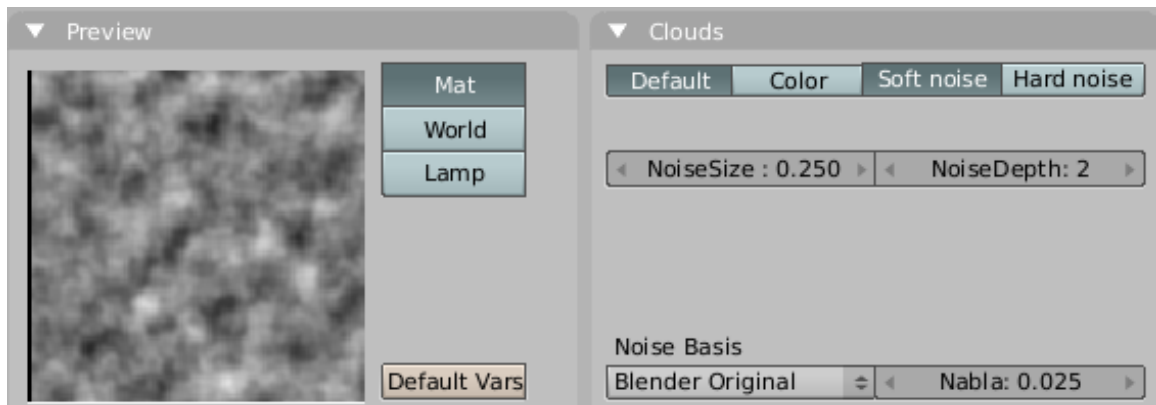 Preview
Mat
World
Lamp
Default Vars
Clouds
Default Color Soft noise Hard noise
NoiseSize : 0.250 NoiseDepth: 2
Noise Basis
Blender Original Nabla: 0.025